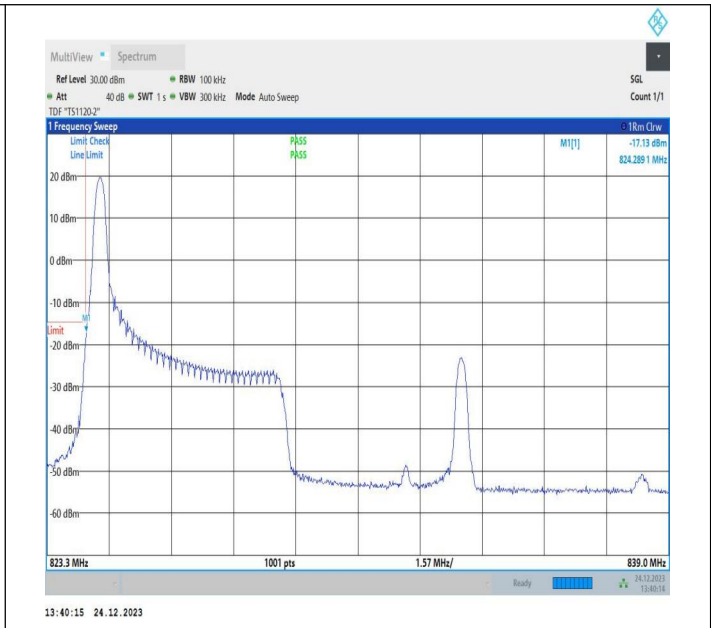 R S
MultiView Spectrum
Ref Level 30.00 dBm RBW 100 kHz SGL
Att 40 dB SWT 1 s VBW 300 kHz Mode Auto Sweep Count 1/1
TDF "TS1120-2"
1 Frequency Sweep 1Rm Clrw
Limit Check PASS M1[1] -17.13 dBm
Line Limit PASS 824.289 1 MHz
20 dBm
10 dBm
0 dBm
-10 dBm
M1
Limit
-20 dBm
-30 dBm
-40 dBm
-50 dBm
-60 dBm
823.3 MHz 1001 pts 1.57 MHz/ 839.0 MHz
Ready 24.12.2023
13:40:14
13:40:15 24.12.2023